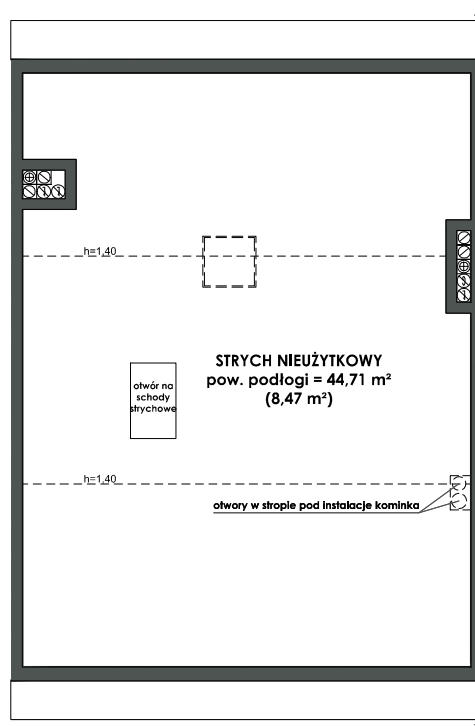 h=1,40
STRYCH NIEUŻYTKOWY
pow. podłogi = 44,71 m²
(8,47 m²)
otwór na
schody
strychowe
h=1,40
otwory w stropie pod instalacje kominka